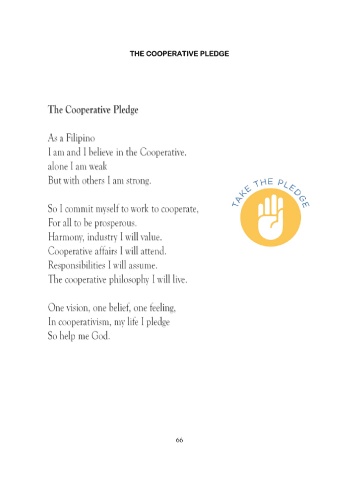 THE COOPERATIVE PLEDGE
The Cooperative Pledge
As a Filipino
I am and I believe in the Cooperative,
alone I am weak
But with others I am strong.
TAKE THE PLEDGE
So I commit myself to work to cooperate,
For all to be prosperous.
Harmony, industry I will value.
Cooperative affairs I will attend.
Responsibilities I will assume.
The cooperative philosophy I will live.
One vision, one belief, one feeling,
In cooperativism, my life I pledge
So help me God.
66